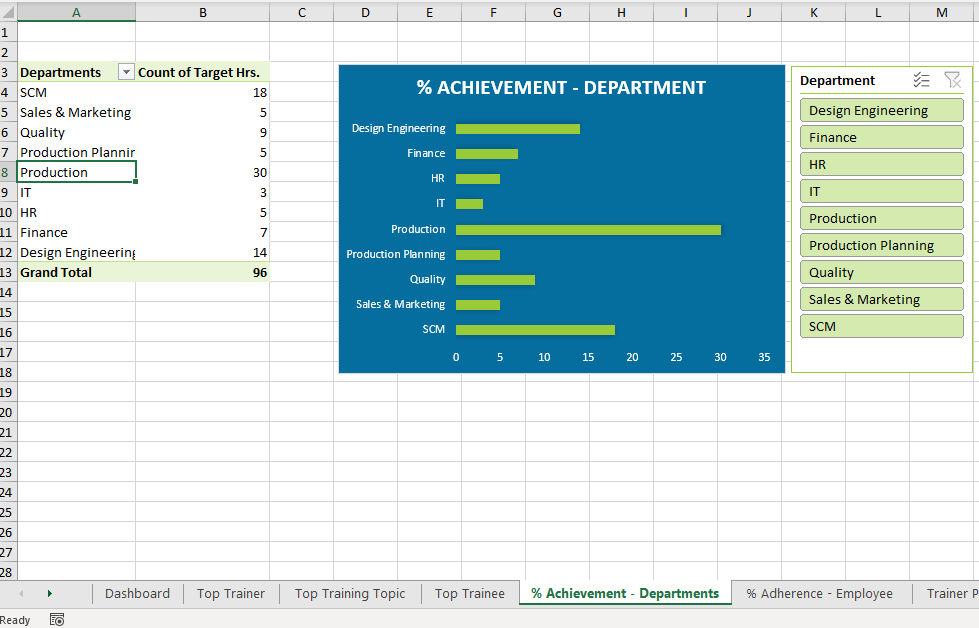 A B C D E F G H I J K L M
1
2
3 Departments Count of Target Hrs.
4 SCM 18
5 Sales & Marketing 5
6 Quality 9
7 Production Plannin 5
8 Production 30
9 IT 3
10 HR 5
11 Finance 7
12 Design Engineering 14
13 Grand Total 96
14
15
16
17
18
19
20
21
22
23
24
25
26
27
28
% ACHIEVEMENT - DEPARTMENT
Design Engineering
Finance
HR
IT
Production
Production Planning
Quality
Sales & Marketing
SCM
0 5 10 15 20 25 30 35
Department
Design Engineering
Finance
HR
IT
Production
Production Planning
Quality
Sales & Marketing
SCM
Dashboard Top Trainer Top Training Topic Top Trainee % Achievement - Departments % Adherence - Employee Trainer P
Ready